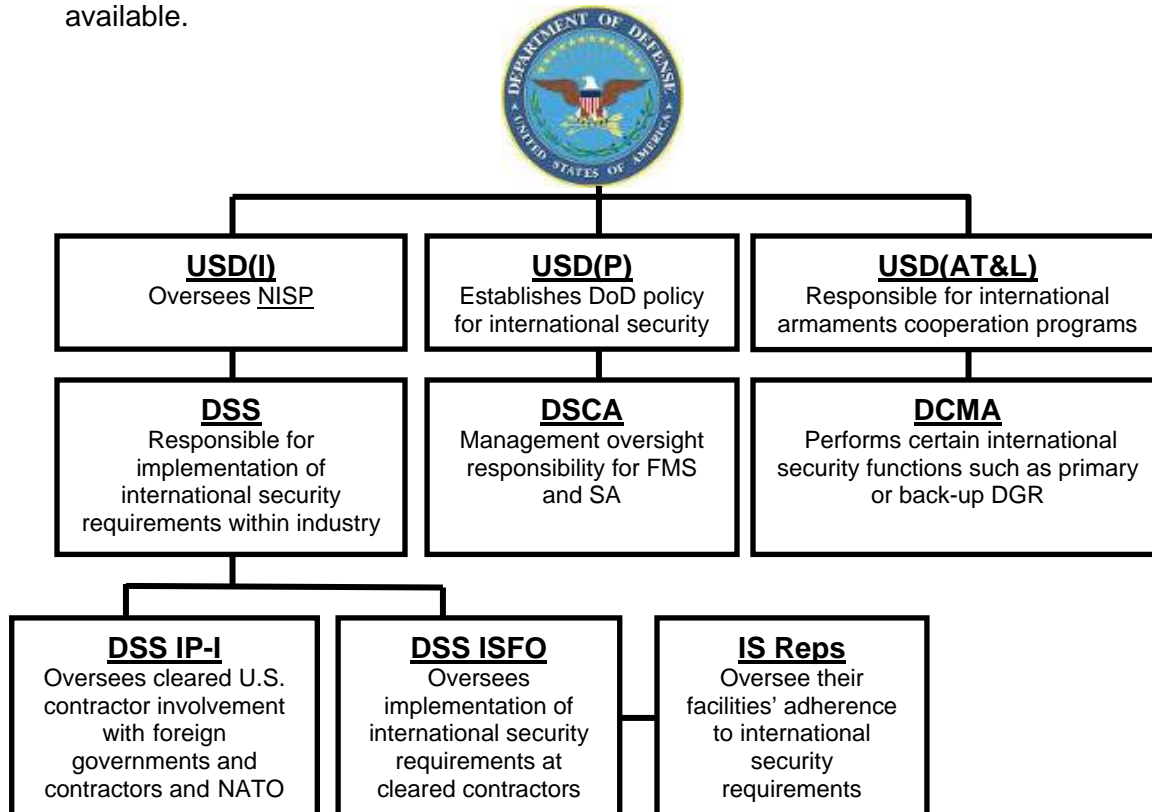 available.
DEPARTMENT OF DEFENSE
UNITED STATES OF AMERICA
USD(I)
Oversees NISP
USD(P)
Establishes DoD policy
for international security
USD(AT&L)
Responsible for international
armaments cooperation programs
DSS
Responsible for
implementation of
international security
requirements within industry
DSCA
Management oversight
responsibility for FMS
and SA
DCMA
Performs certain international
security functions such as primary
or back-up DGR
DSS IP-I
Oversees cleared U.S.
contractor involvement
with foreign
governments and
contractors and NATO
DSS ISFO
Oversees
implementation of
international security
requirements at
cleared contractors
IS Reps
Oversee their
facilities’ adherence
to international
security
requirements